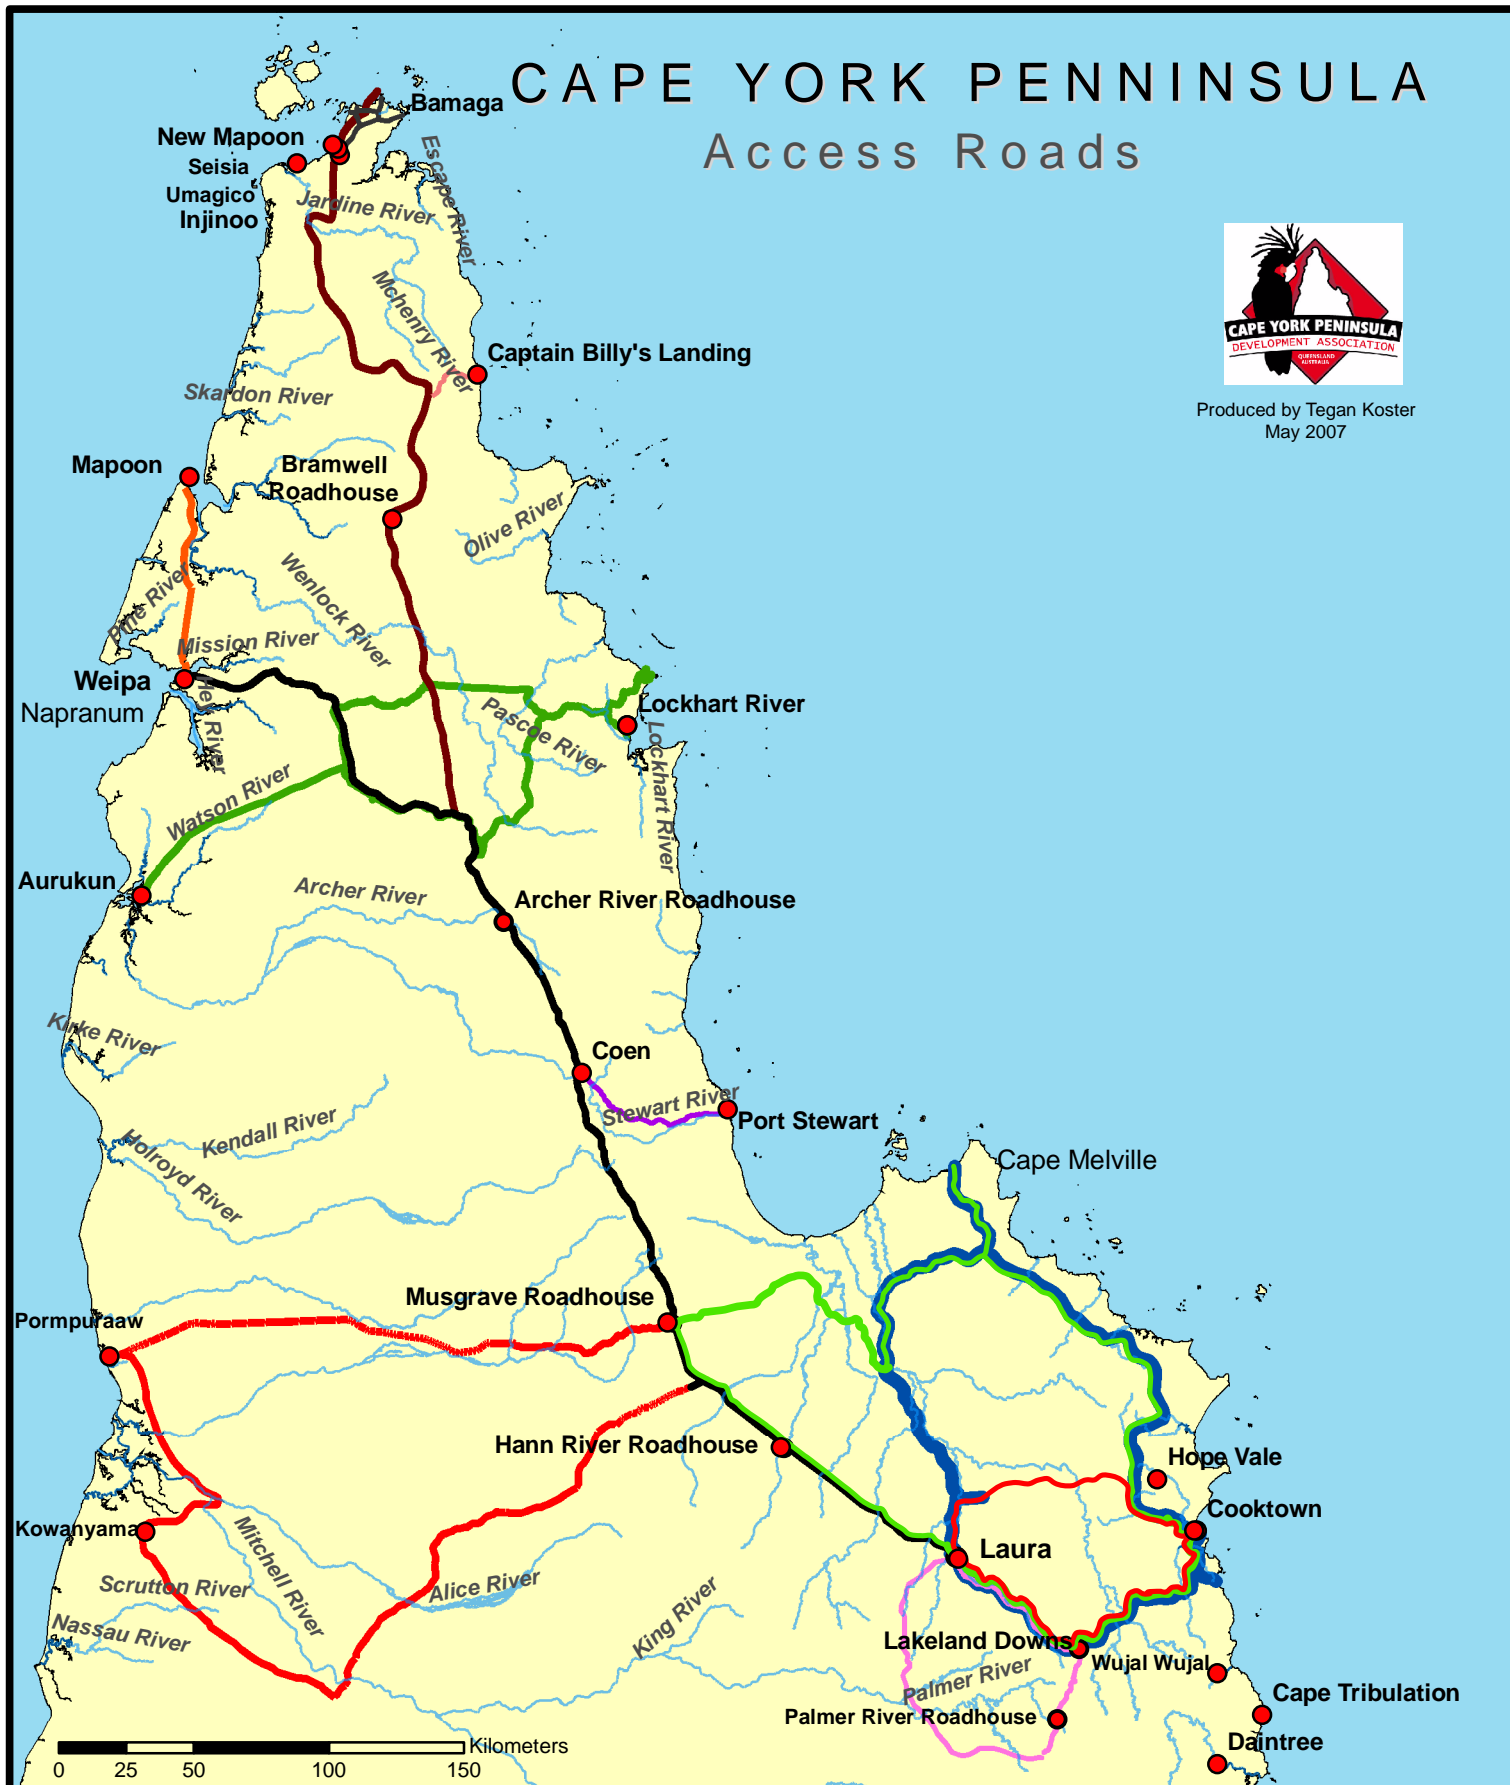 CAPE YORK PENNINSULA
Access Roads
CAPE YORK PENINSULA
DEVELOPMENT ASSOCIATION
QUEENSLAND
AUSTRALIA
Produced by Tegan Koster
May 2007
Bamaga
New Mapoon
Seisia
Umagico
Injinoo
Escape River
Jardine River
Mchenry River
Captain Billy's Landing
Skardon River
Mapoon
Bramwell
Roadhouse
Olive River
Pine River
Wenlock River
Mission River
Weipa
Napranum
Hey River
Pascoe River
Lockhart River
Lockhart River
Watson River
Aurukun
Archer River
Archer River Roadhouse
Kirke River
Coen
Stewart River
Port Stewart
Kendall River
Holroyd River
Cape Melville
Musgrave Roadhouse
Pormpuraaw
Hann River Roadhouse
Hope Vale
Cooktown
Kowanyama
Mitchell River
Laura
Scrutton River
Alice River
Nassau River
King River
Lakeland Downs
Wujal Wujal
Palmer River
Cape Tribulation
Palmer River Roadhouse
Daintree
Kilometers
0 25 50 100 150